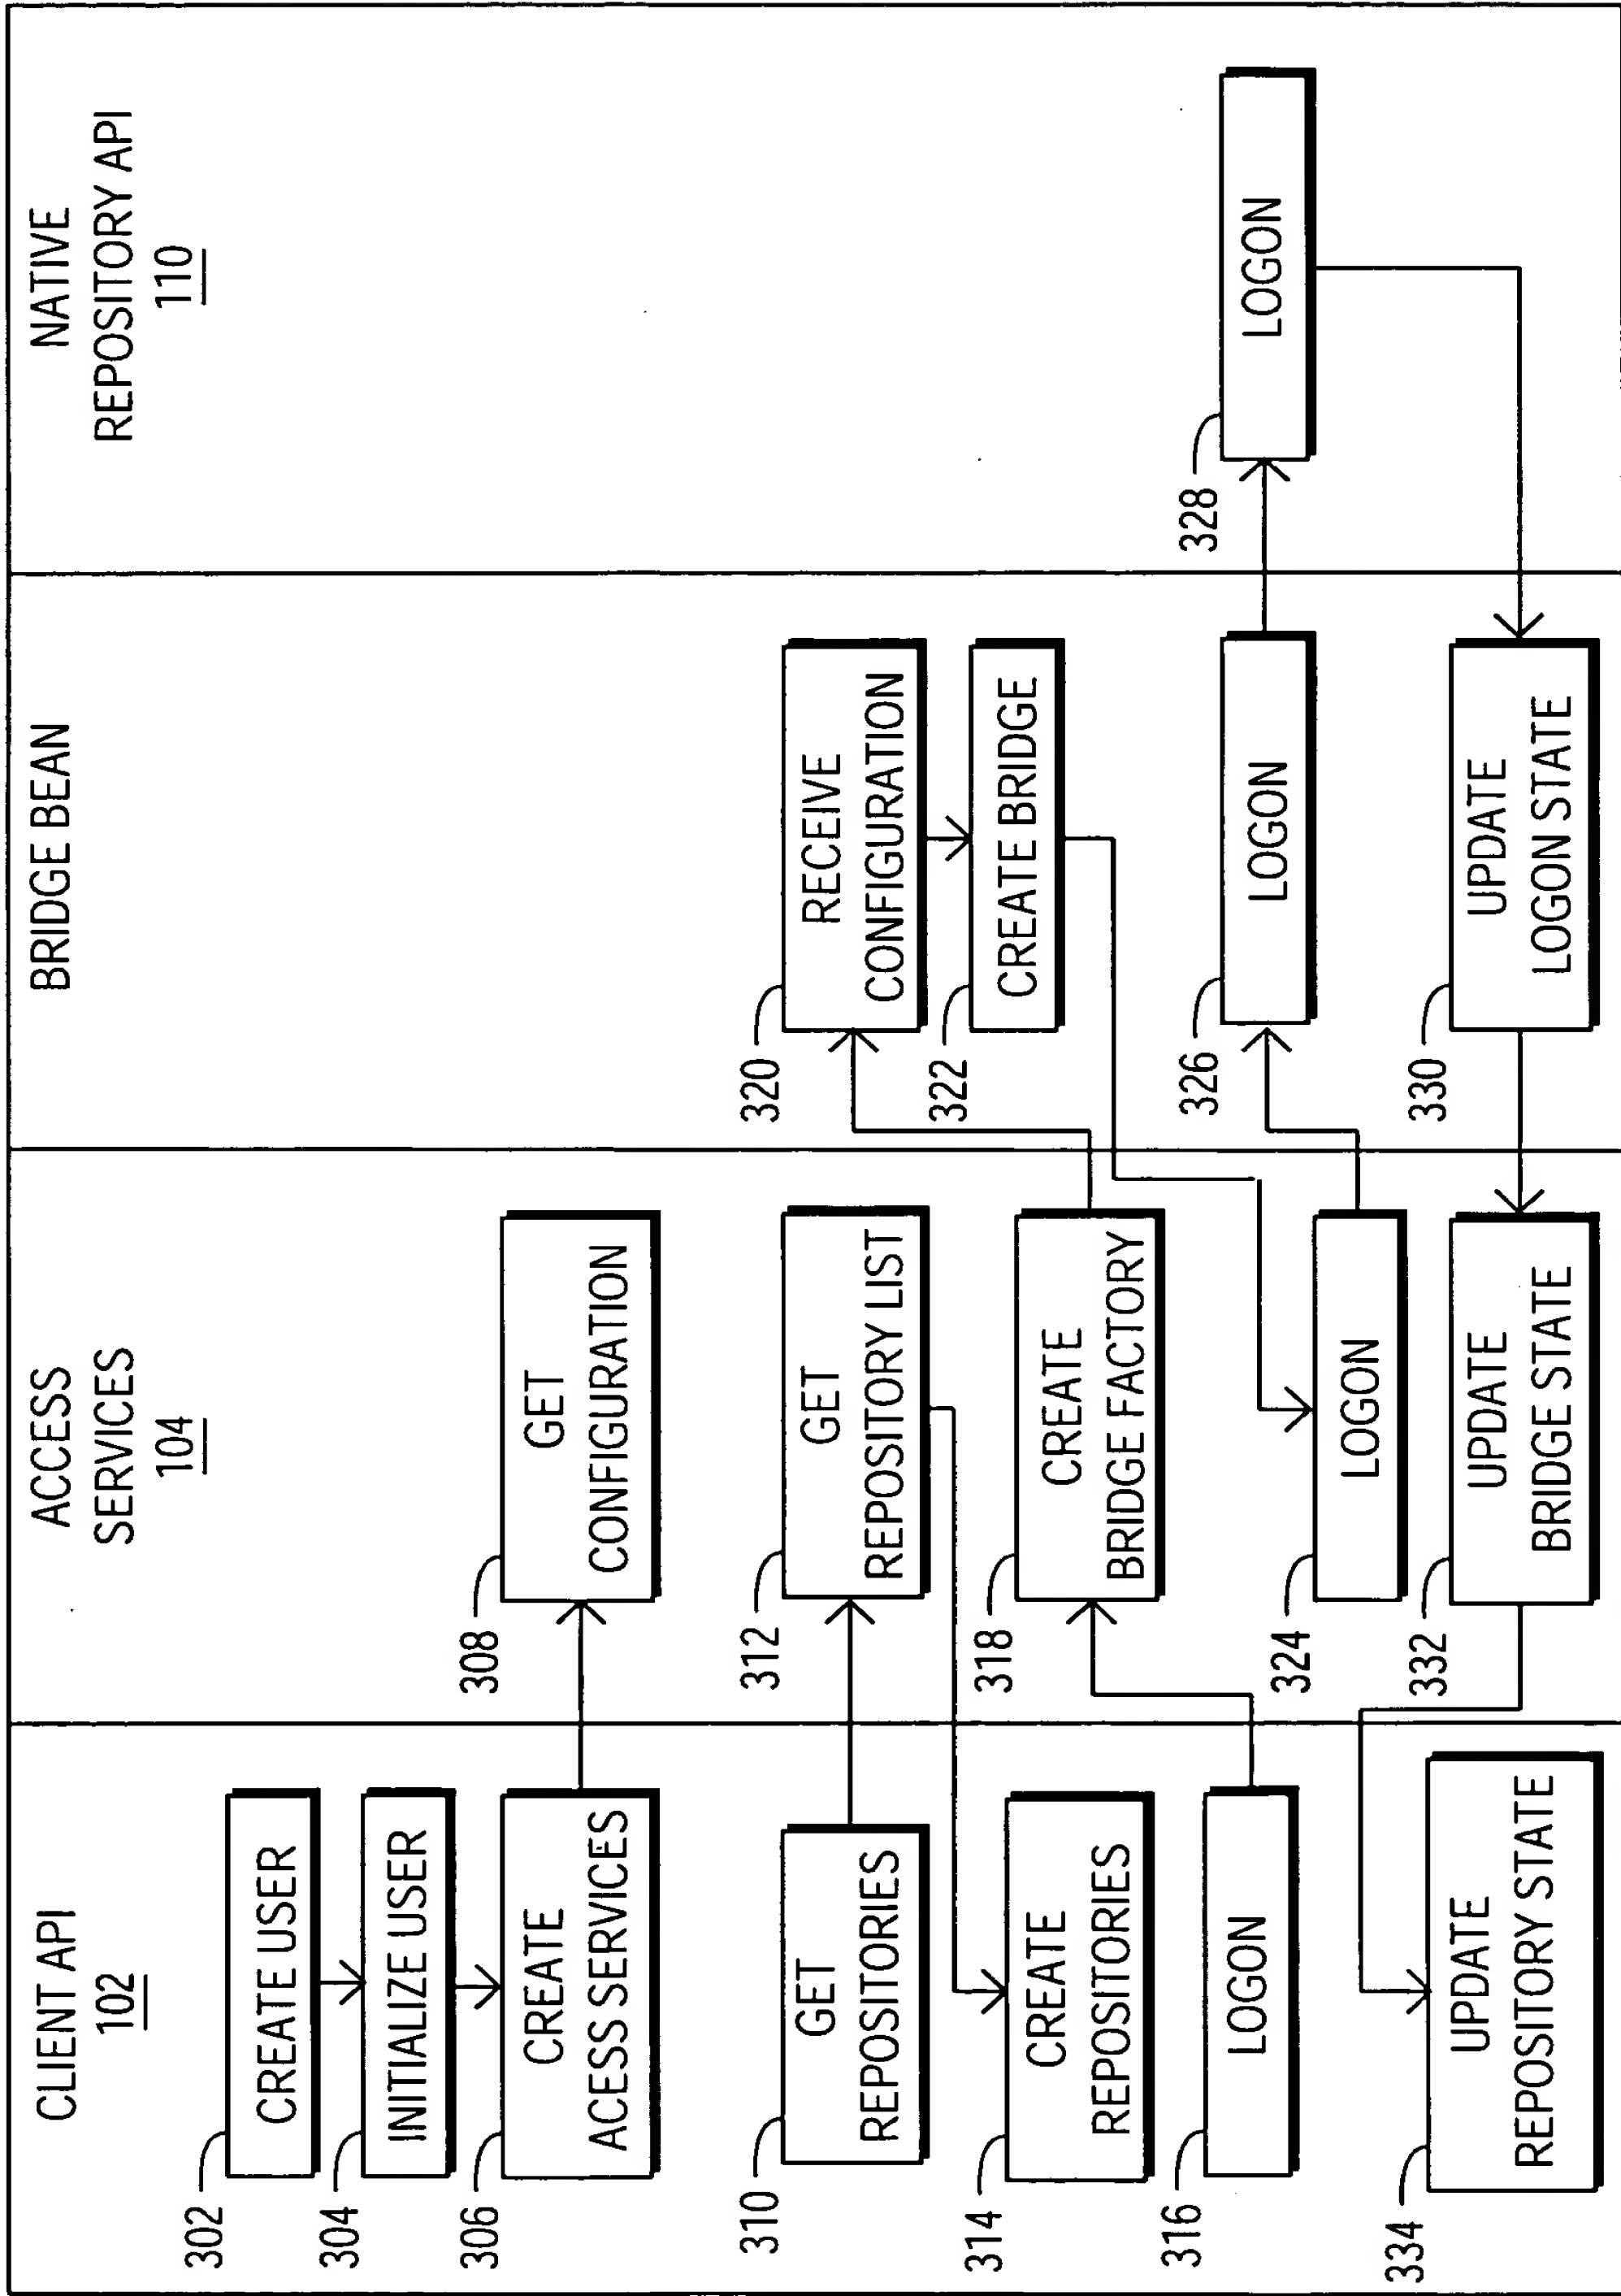 CLIENT API
102
ACCESS
SERVICES
104
BRIDGE BEAN
NATIVE
REPOSITORY API
110
302
CREATE USER
304
INITIALIZE USER
306
CREATE
ACESS SERVICES
308
GET
CONFIGURATION
310
GET
REPOSITORIES
312
GET
REPOSITORY LIST
320
RECEIVE
CONFIGURATION
314
CREATE
REPOSITORIES
318
CREATE
BRIDGE FACTORY
322
CREATE BRIDGE
316
LOGON
324
LOGON
326
LOGON
328
LOGON
334
UPDATE
REPOSITORY STATE
332
UPDATE
BRIDGE STATE
330
UPDATE
LOGON STATE